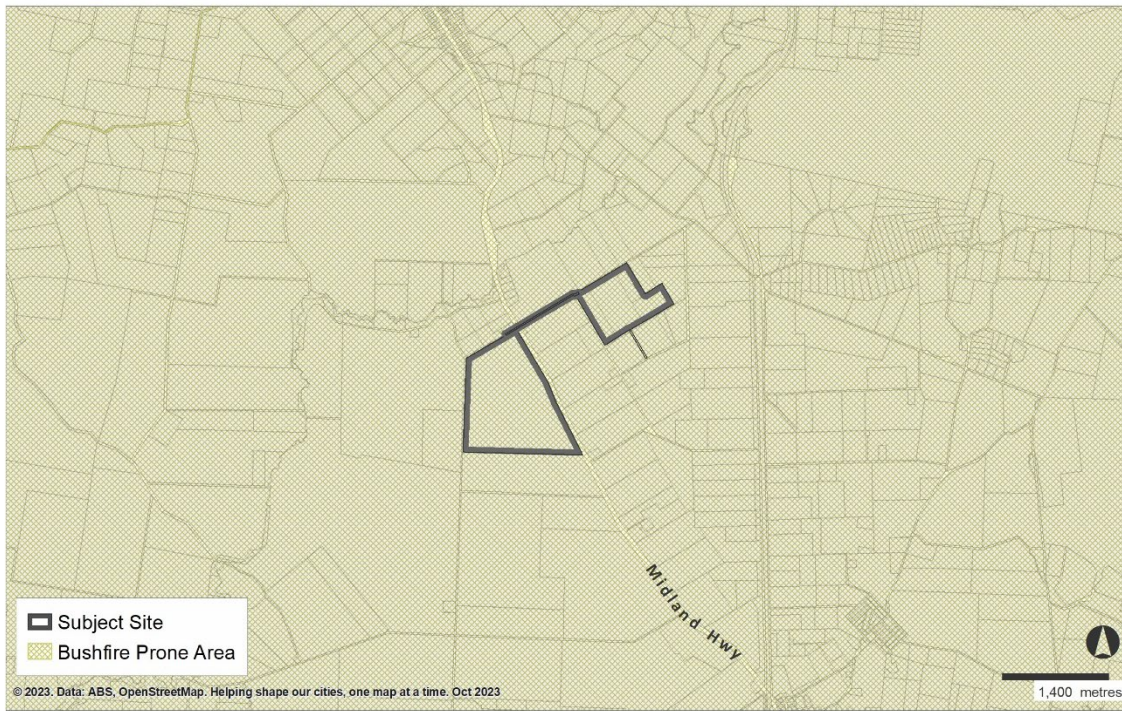 Midland Hwy
Subject Site
Bushfire Prone Area
© 2023. Data: ABS, OpenStreetMap. Helping shape our cities, one map at a time. Oct 2023
1,400 metres